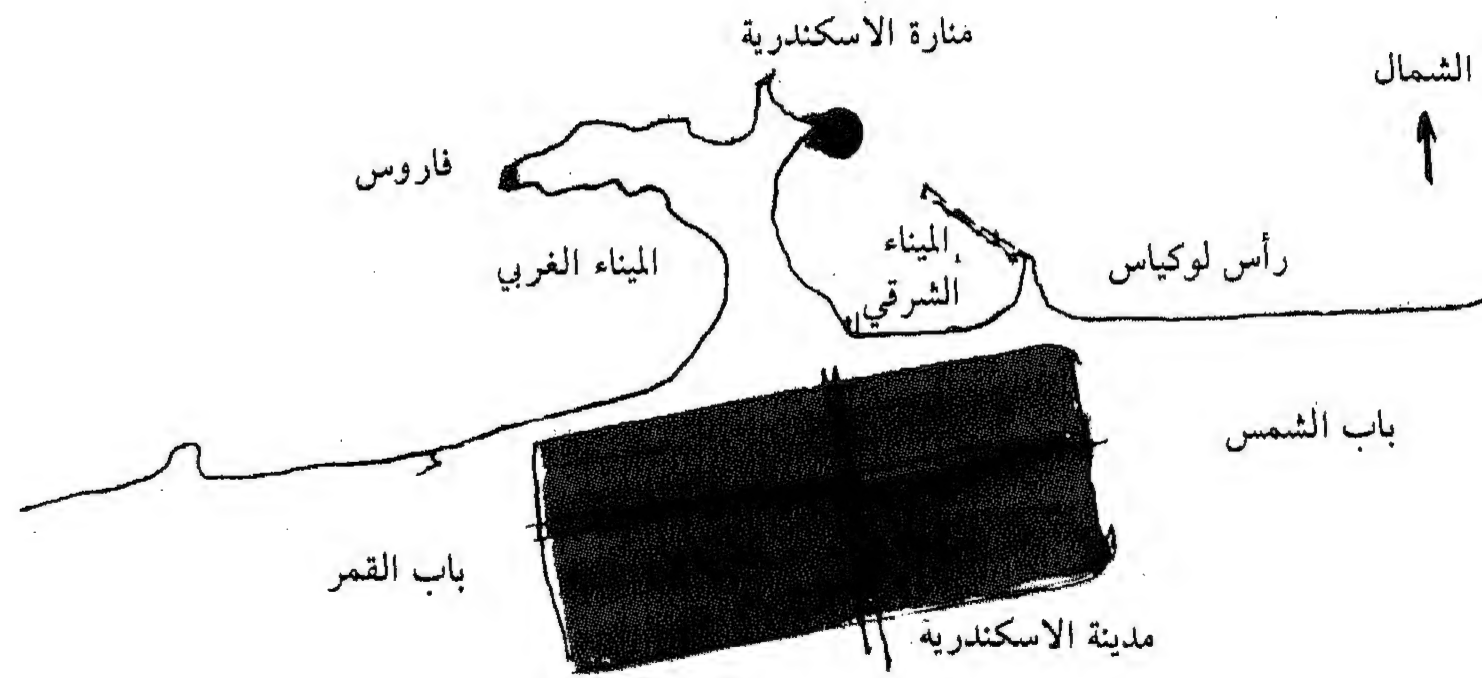 منارة الاسكندرية
الشمال
فاروس
الميناء الغربي
الميناء
الشرقي
رأس لوكياس
باب الشمس
باب القمر
مدينة الاسكندرية